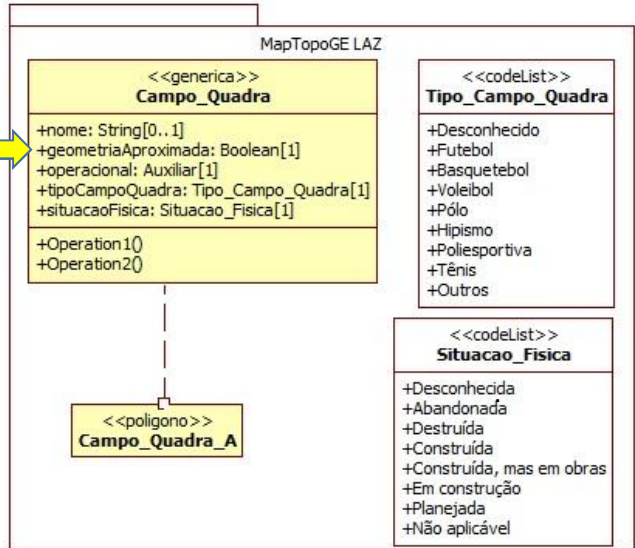 MapTopoGE LAZ
<<generica>>
Campo_Quadra
+nome: String[0..1]
+geometriaAproximada: Boolean[1]
+operacional: Auxiliar[1]
+tipoCampoQuadra: Tipo_Campo_Quadra[1]
+situacaoFisica: Situacao_Fisica[1]
+Operation1()
+Operation2()
<<poligono>>
Campo_Quadra_A
<<codeList>>
Tipo_Campo_Quadra
+Desconhecido
+Futebol
+Basquetebol
+Voleibol
+Pólo
+Hipismo
+Poliesportiva
+Tênis
+Outros
<<codeList>>
Situacao_Fisica
+Desconhecida
+Abandonada
+Destruída
+Construída
+Construída, mas em obras
+Em construção
+Planejada
+Não aplicável